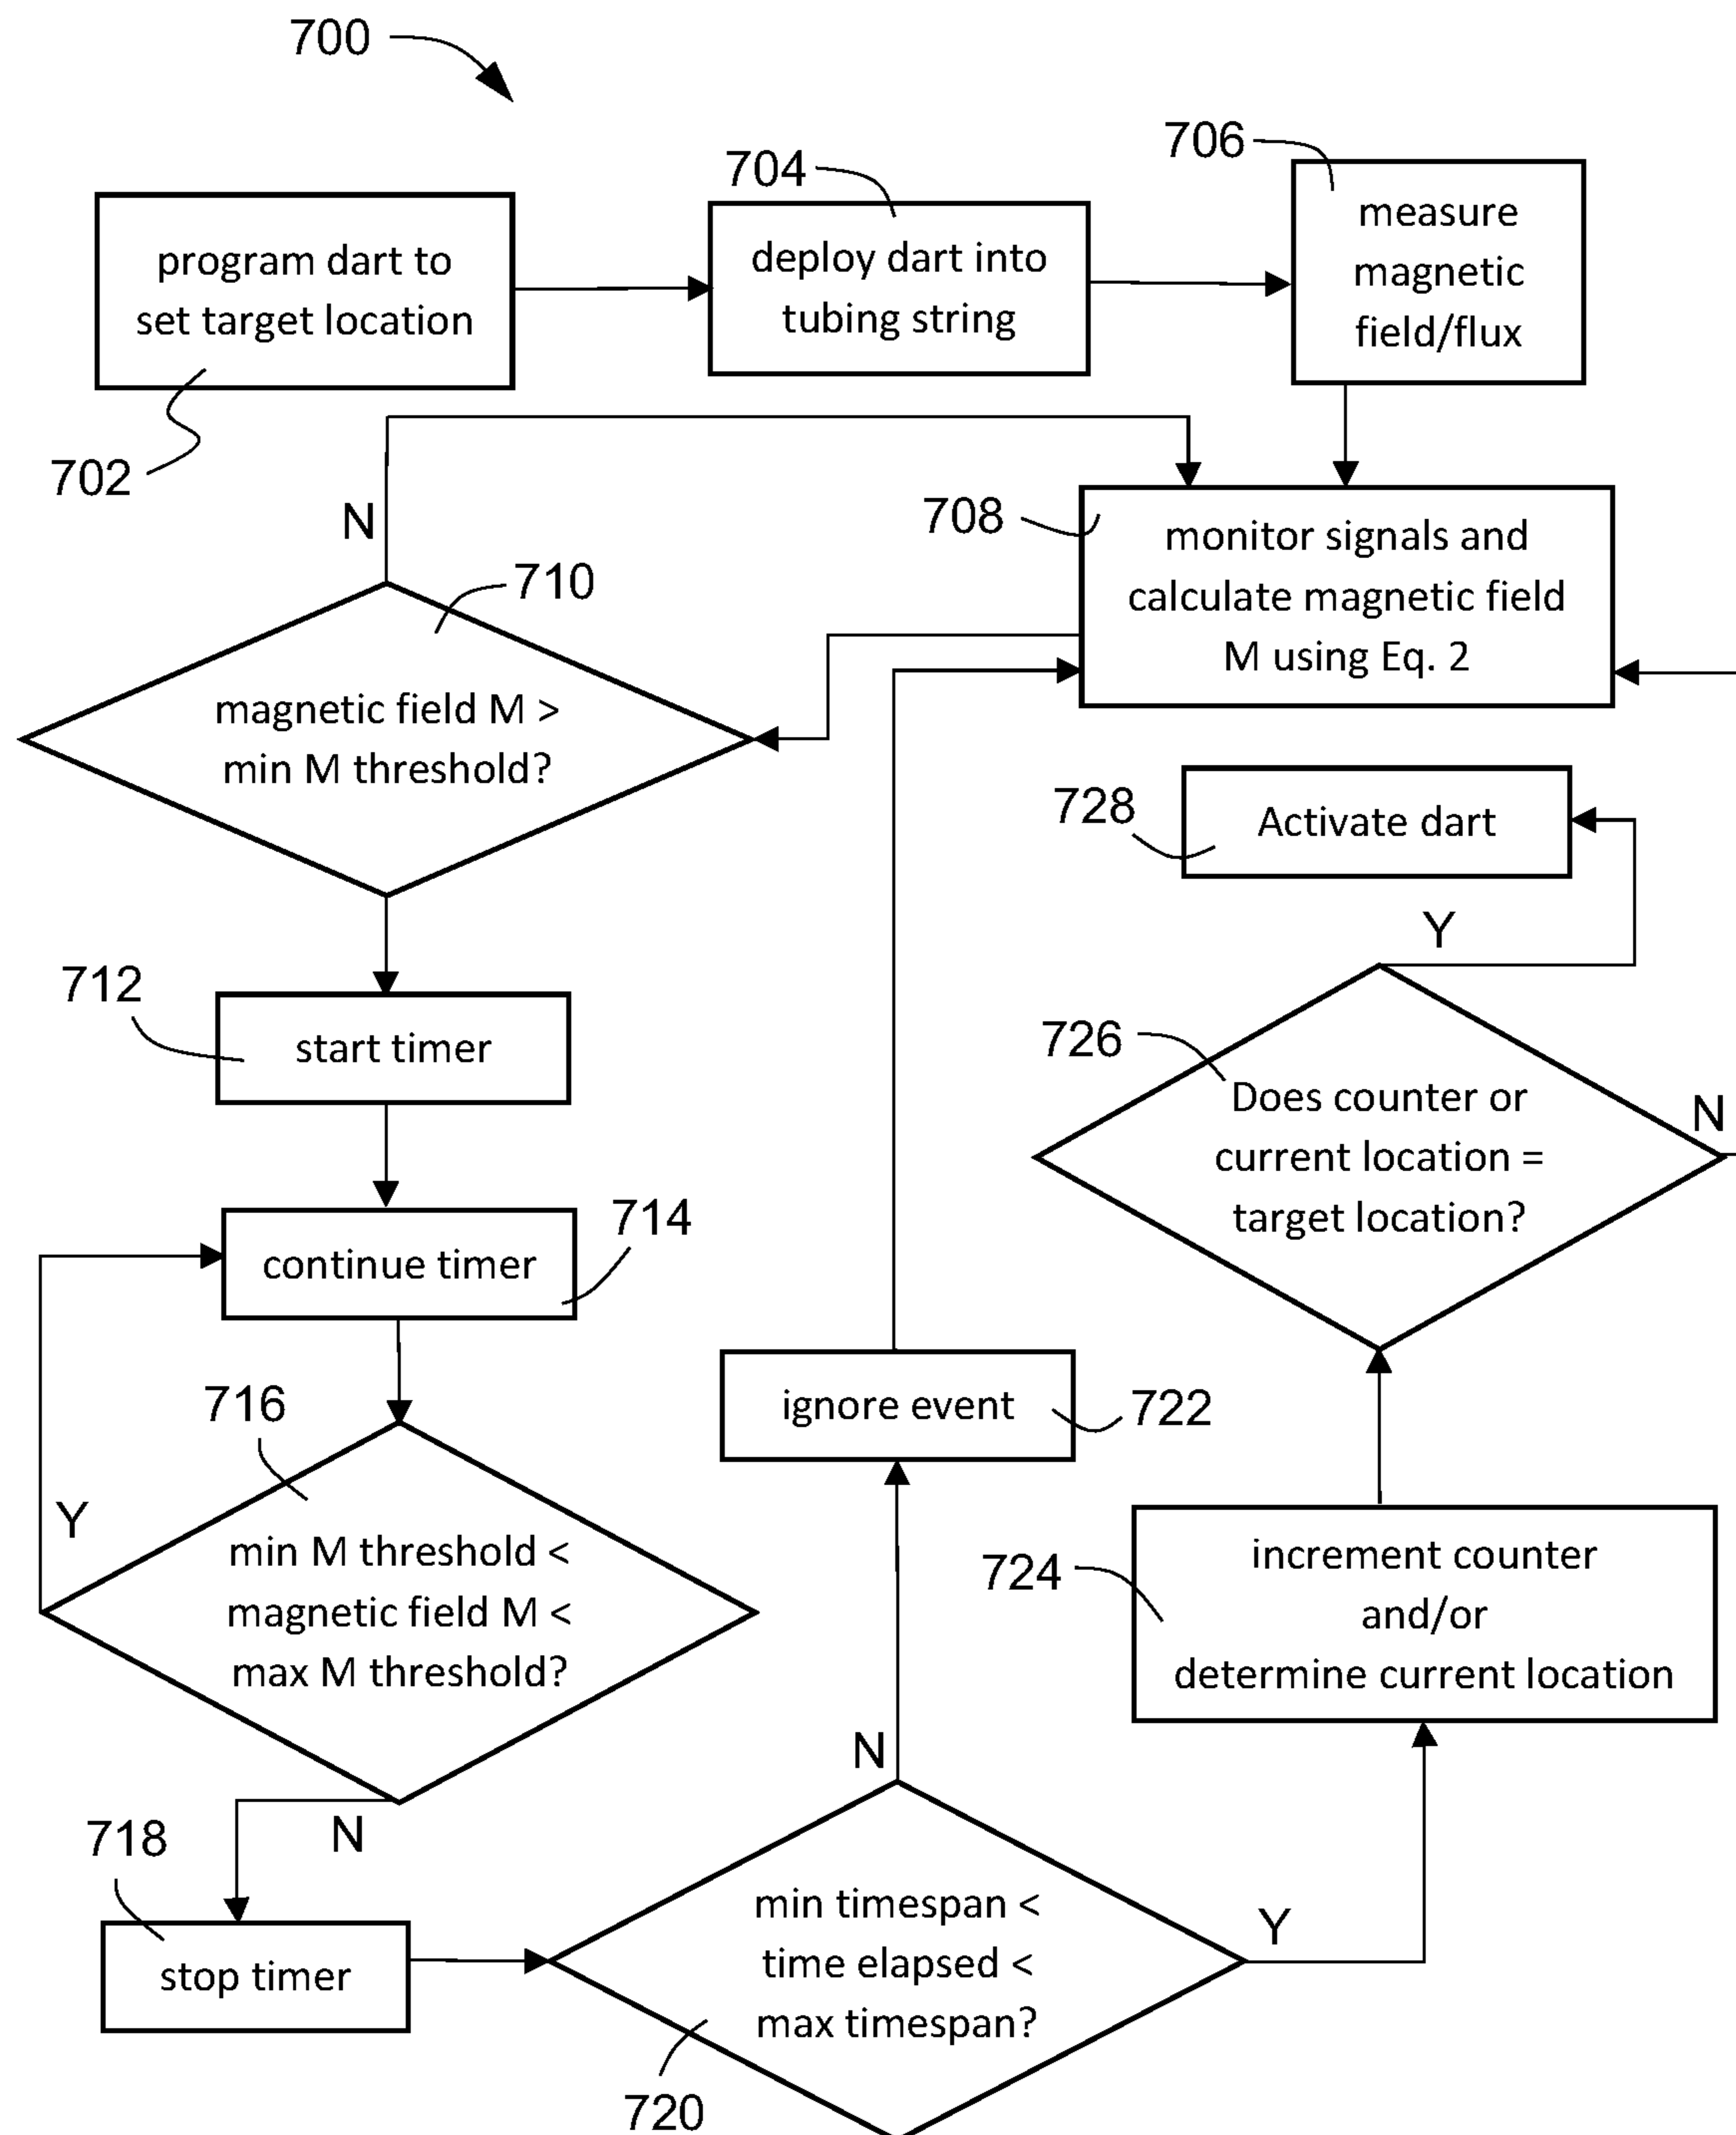 700
702
program dart to
set target location
704
deploy dart into
tubing string
706
measure
magnetic
field/flux
708
monitor signals and
calculate magnetic field
M using Eq. 2
N
710
magnetic field M >
min M threshold?
712
start timer
714
continue timer
716
Y
min M threshold <
magnetic field M <
max M threshold?
N
718
stop timer
720
min timespan <
time elapsed <
max timespan?
N
722
ignore event
Y
724
increment counter
and/or
determine current location
726
Does counter or
current location =
target location?
N
Y
728
Activate dart